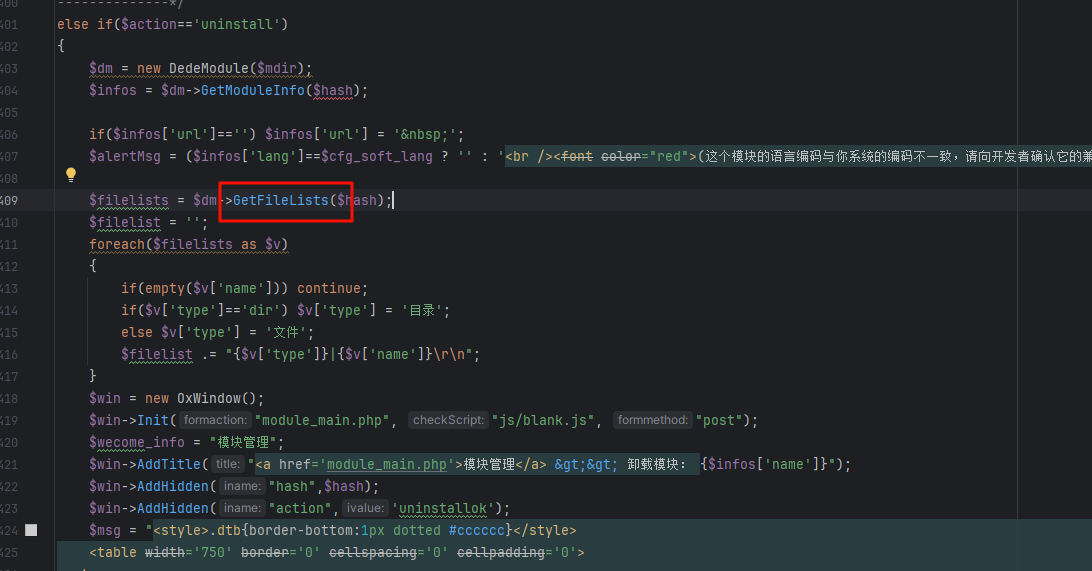 400 --------------*/
401 else if($action=='uninstall')
402 {
403 $dm = new DedeModule($mdir);
404 $infos = $dm->GetModuleInfo($hash);
405
406 if($infos['url']=='') $infos['url'] = '&nbsp;';
407 $alertMsg = ($infos['lang']==$cfg_soft_lang ? '' : '<br /><font color="red">(这个模块的语言编码与你系统的编码不一致，请向开发者确认它的兼
408
409 $filelists = $dm->GetFileLists($hash);
410 $filelist = '';
411 foreach($filelists as $v)
412 {
413 if(empty($v['name'])) continue;
414 if($v['type']=='dir') $v['type'] = '目录';
415 else $v['type'] = '文件';
416 $filelist .= "{$v['type']}|{$v['name']}\r\n";
417 }
418 $win = new OxWindow();
419 $win->Init( formaction: "module_main.php", checkScript: "js/blank.js", formmethod: "post");
420 $wecome_info = "模块管理";
421 $win->AddTitle( title: "<a href='module_main.php'>模块管理</a> &gt;&gt; 卸载模块： {$infos['name']}");
422 $win->AddHidden( iname: "hash",$hash);
423 $win->AddHidden( iname: "action", ivalue: 'uninstallok');
424 $msg = "<style>.dtb{border-bottom:1px dotted #cccccc}</style>
425 <table width='750' border='0' cellspacing='0' cellpadding='0'>